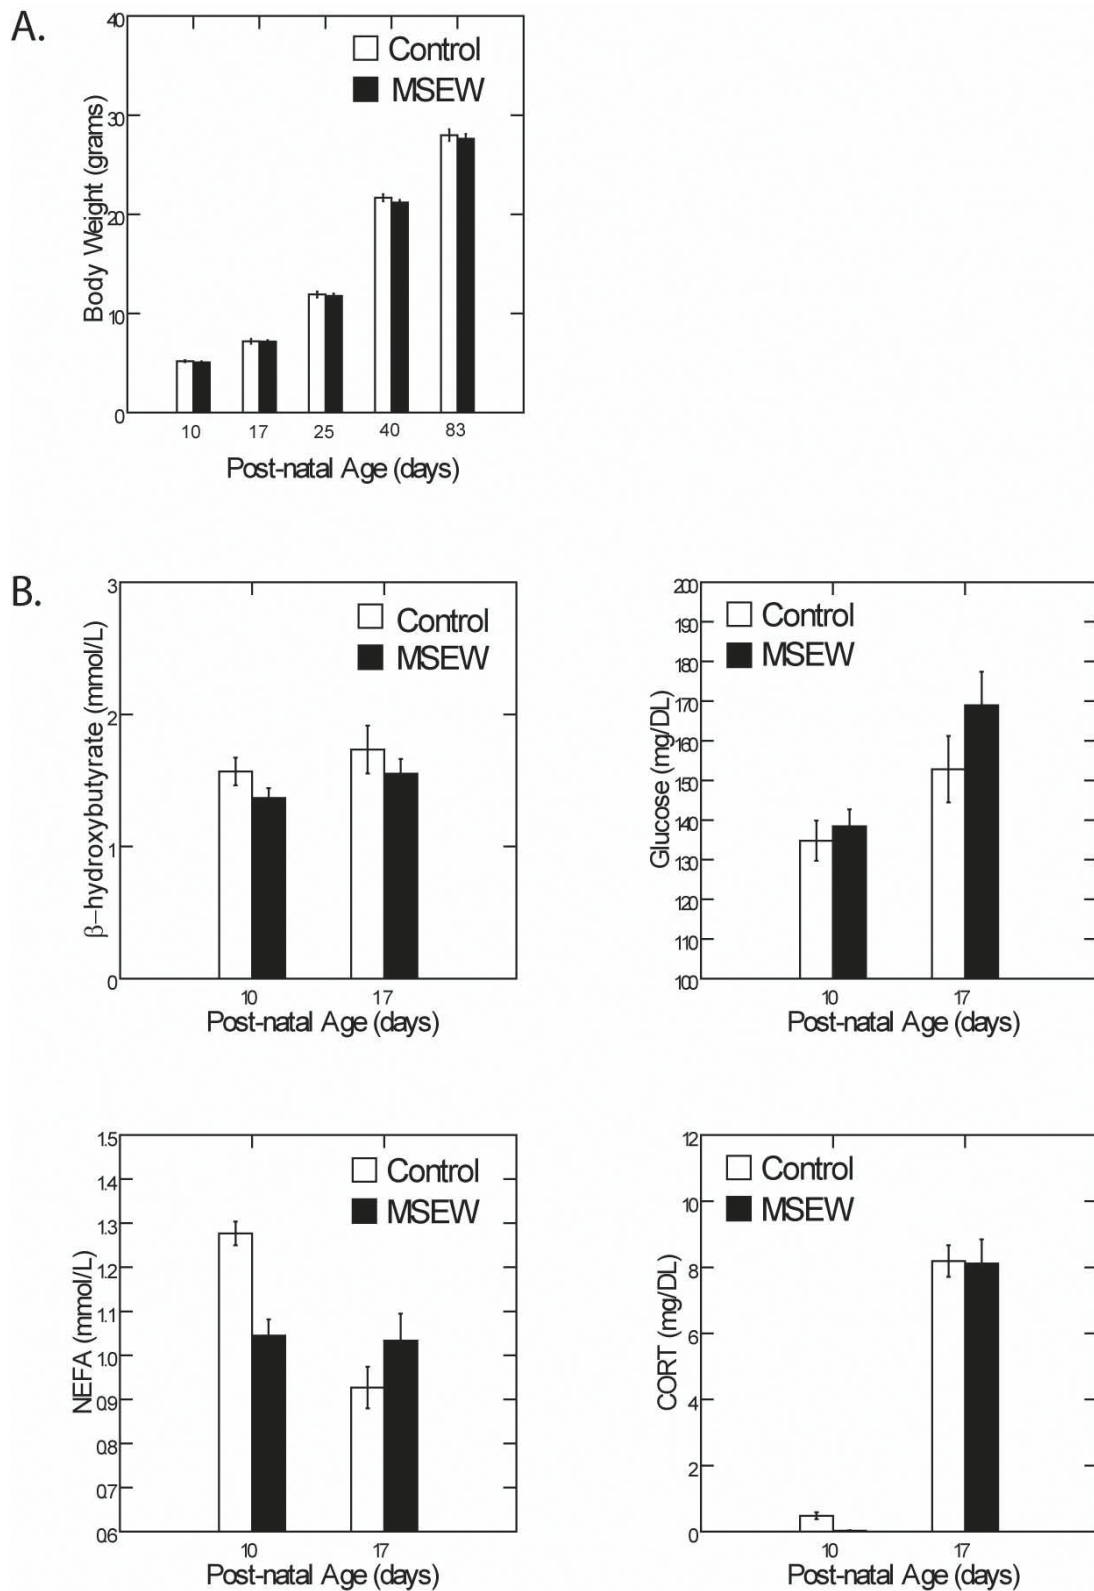 A.
40
30
20
10
0
Body Weight (grams)
Control
MSEW
10 17 25 40 83
Post-natal Age (days)
B.
3
2
1
0
β-hydroxybutyrate (mmol/L)
Control
MSEW
10 17
Post-natal Age (days)
200
190
180
170
160
150
140
130
120
110
100
Glucose (mg/DL)
Control
MSEW
10 17
Post-natal Age (days)
1.5
1.4
1.3
1.2
1.1
1.0
0.9
0.8
0.7
0.6
NEFA (mmol/L)
Control
MSEW
10 17
Post-natal Age (days)
12
10
8
6
4
2
0
CORT (mg/DL)
Control
MSEW
10 17
Post-natal Age (days)